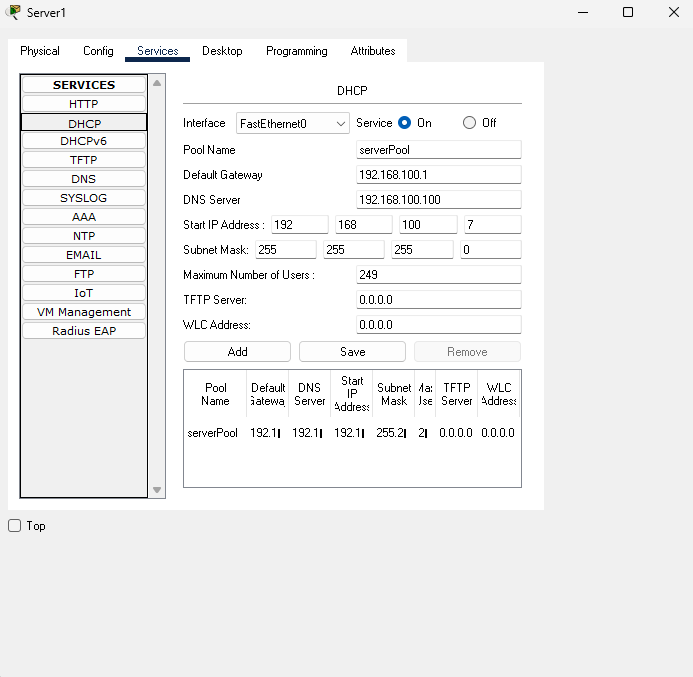 Server1
Physical Config Services Desktop Programming Attributes
SERVICES
HTTP
DHCP
DHCPv6
TFTP
DNS
SYSLOG
AAA
NTP
EMAIL
FTP
IoT
VM Management
Radius EAP
DHCP
Interface FastEthernet0 Service On Off
Pool Name serverPool
Default Gateway 192.168.100.1
DNS Server 192.168.100.100
Start IP Address : 192 168 100 7
Subnet Mask: 255 255 255 0
Maximum Number of Users : 249
TFTP Server: 0.0.0.0
WLC Address: 0.0.0.0
Add Save Remove
Pool Name Default Gatewa DNS Server Start IP Address Subnet Mask Ma Use TFTP Server WLC Address
serverPool 192.1 192.1 192.1 255.2 2 0.0.0.0 0.0.0.0
Top